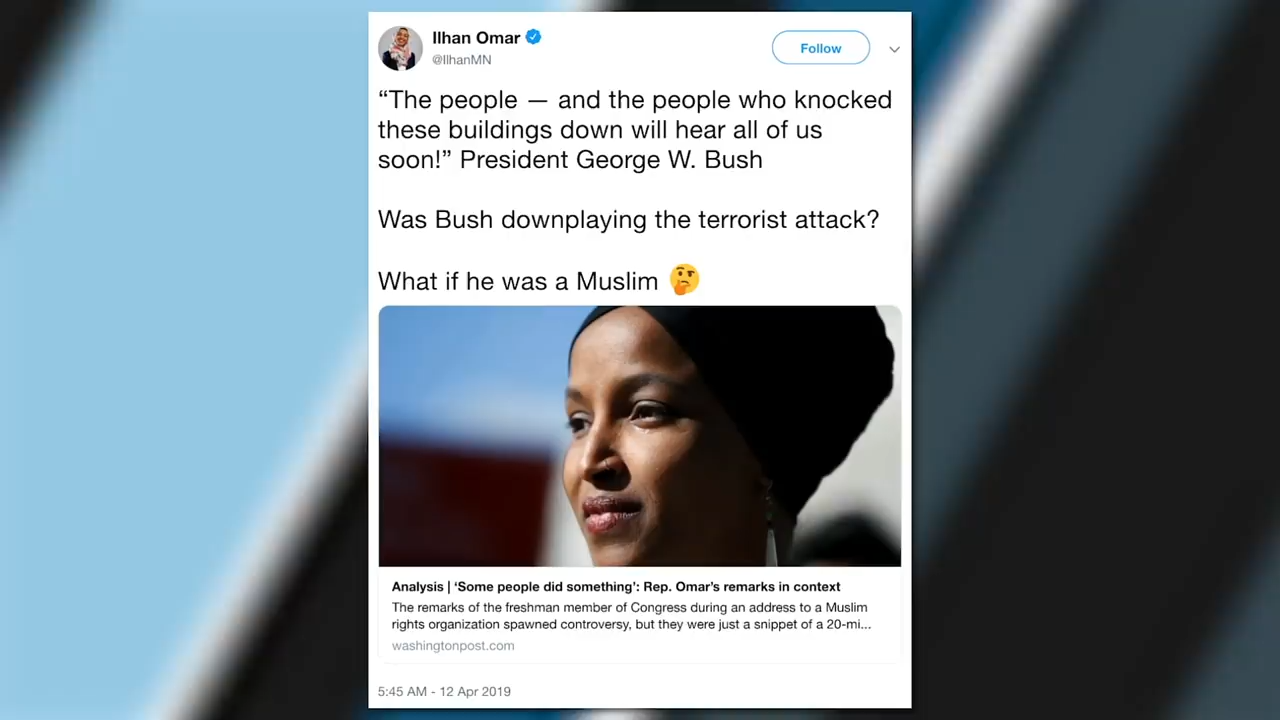 Ilhan Omar
@IlhanMN
Follow
“The people — and the people who knocked
these buildings down will hear all of us
soon!” President George W. Bush
Was Bush downplaying the terrorist attack?
What if he was a Muslim 🤔
Analysis | ‘Some people did something’: Rep. Omar’s remarks in context
The remarks of the freshman member of Congress during an address to a Muslim
rights organization spawned controversy, but they were just a snippet of a 20-mi...
washingtonpost.com
5:45 AM - 12 Apr 2019